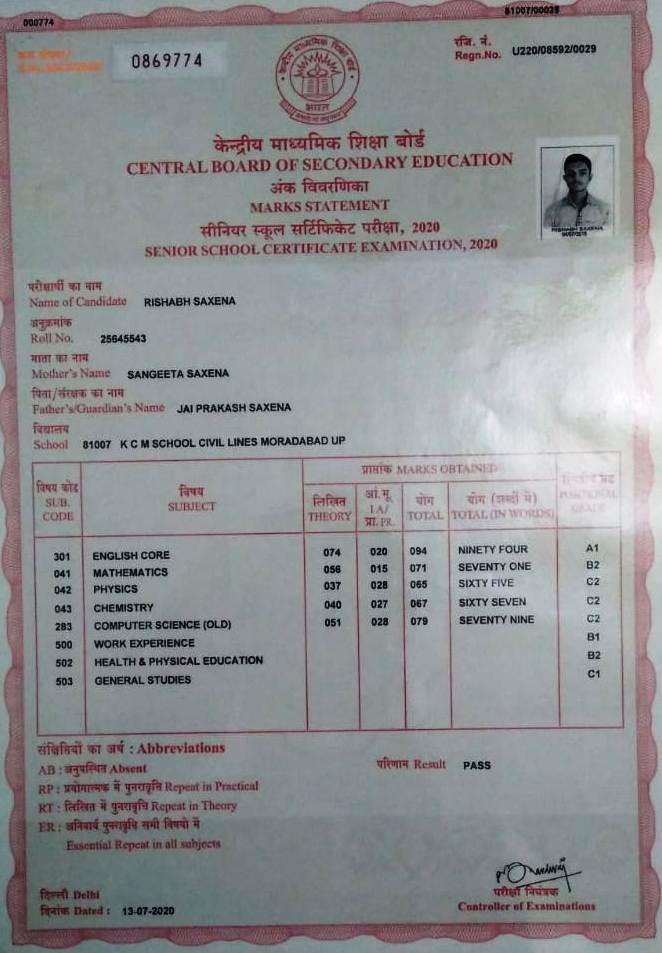 000774
81007/00029
0869774
रजि. नं.
Regn.No. U220/08592/0029
भारत
केन्द्रीय माध्यमिक शिक्षा बोर्ड
CENTRAL BOARD OF SECONDARY EDUCATION
अंक विवरणिका
MARKS STATEMENT
सीनियर स्कूल सर्टिफिकेट परीक्षा, 2020
SENIOR SCHOOL CERTIFICATE EXAMINATION, 2020
RISHABH SAXENA
परीक्षार्थी का नाम
Name of Candidate RISHABH SAXENA
अनुक्रमांक
Roll No. 25645543
माता का नाम
Mother's Name SANGEETA SAXENA
पिता/संरक्षक का नाम
Father's/Guardian's Name JAI PRAKASH SAXENA
विद्यालय
School 81007 K C M SCHOOL CIVIL LINES MORADABAD UP
प्राप्तांक MARKS OBTAINED
विषय कोड विषय लिखित आं.मू. योग योग (शब्दों में) ग्रेड
SUB. SUBJECT THEORY IA/ TOTAL TOTAL (IN WORDS) POSITIONAL
CODE प्रा. PR. GRADE
301 ENGLISH CORE 074 020 094 NINETY FOUR A1
041 MATHEMATICS 056 015 071 SEVENTY ONE B2
042 PHYSICS 037 028 065 SIXTY FIVE C2
043 CHEMISTRY 040 027 067 SIXTY SEVEN C2
283 COMPUTER SCIENCE (OLD) 051 028 079 SEVENTY NINE C2
500 WORK EXPERIENCE B1
502 HEALTH & PHYSICAL EDUCATION B2
503 GENERAL STUDIES C1
संक्षिप्तियों का अर्थ : Abbreviations
AB : अनुपस्थित Absent
परिणाम Result PASS
RP : प्रयोगात्मक में पुनरावृत्ति Repeat in Practical
RT : लिखित में पुनरावृत्ति Repeat in Theory
ER : अनिवार्य पुनरावृत्ति सभी विषयों में
Essential Repeat in all subjects
दिल्ली Delhi
दिनांक Dated : 13-07-2020
परीक्षा नियंत्रक
Controller of Examinations